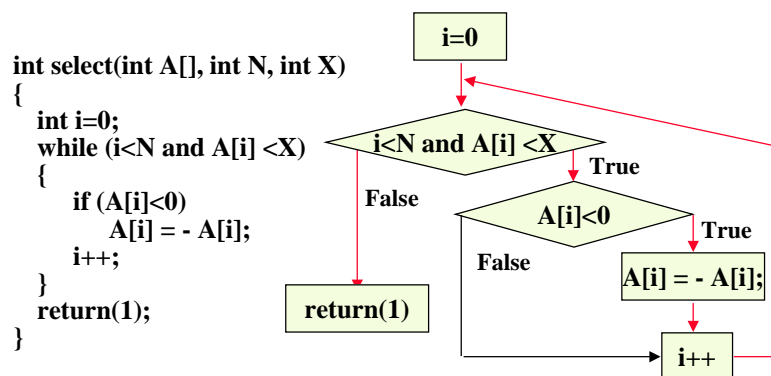 int select(int A[], int N, int X)
{
int i=0;
while (i<N and A[i] <X)
{
if (A[i]<0)
A[i] = - A[i];
i++;
}
return(1);
}
i=0
i<N and A[i] <X
True
False
A[i]<0
True
False
A[i] = - A[i];
return(1)
i++